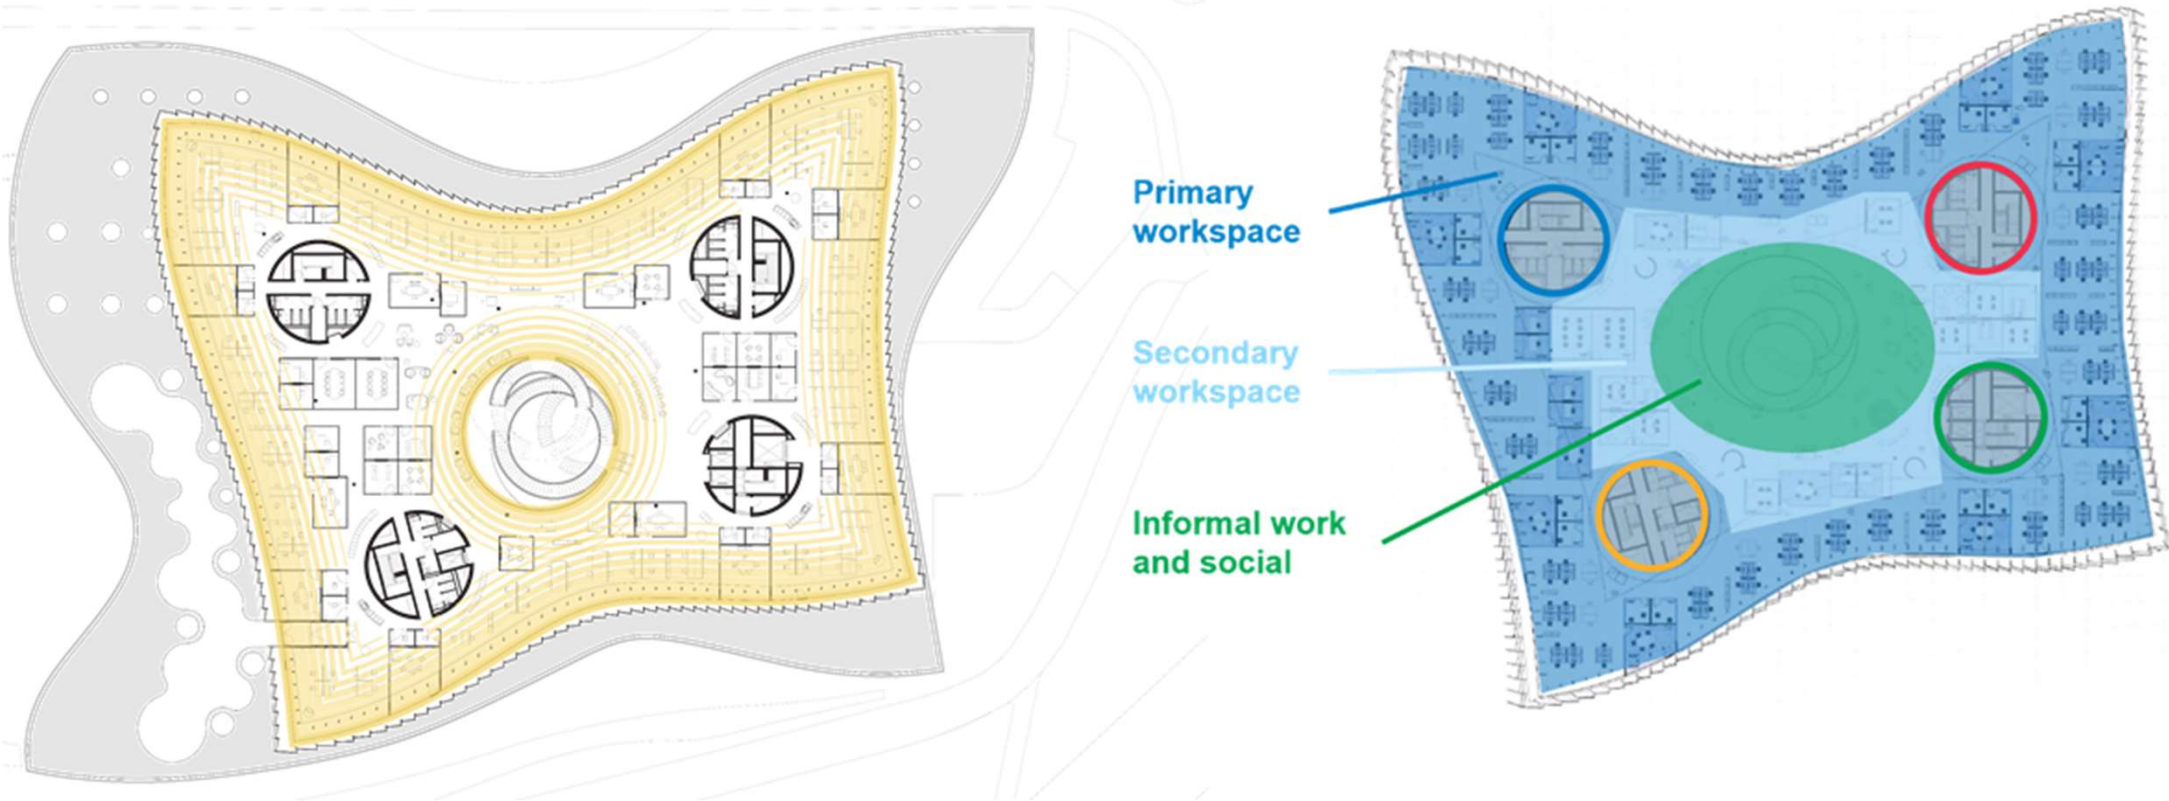 Primary
workspace
Secondary
workspace
Informal work
and social